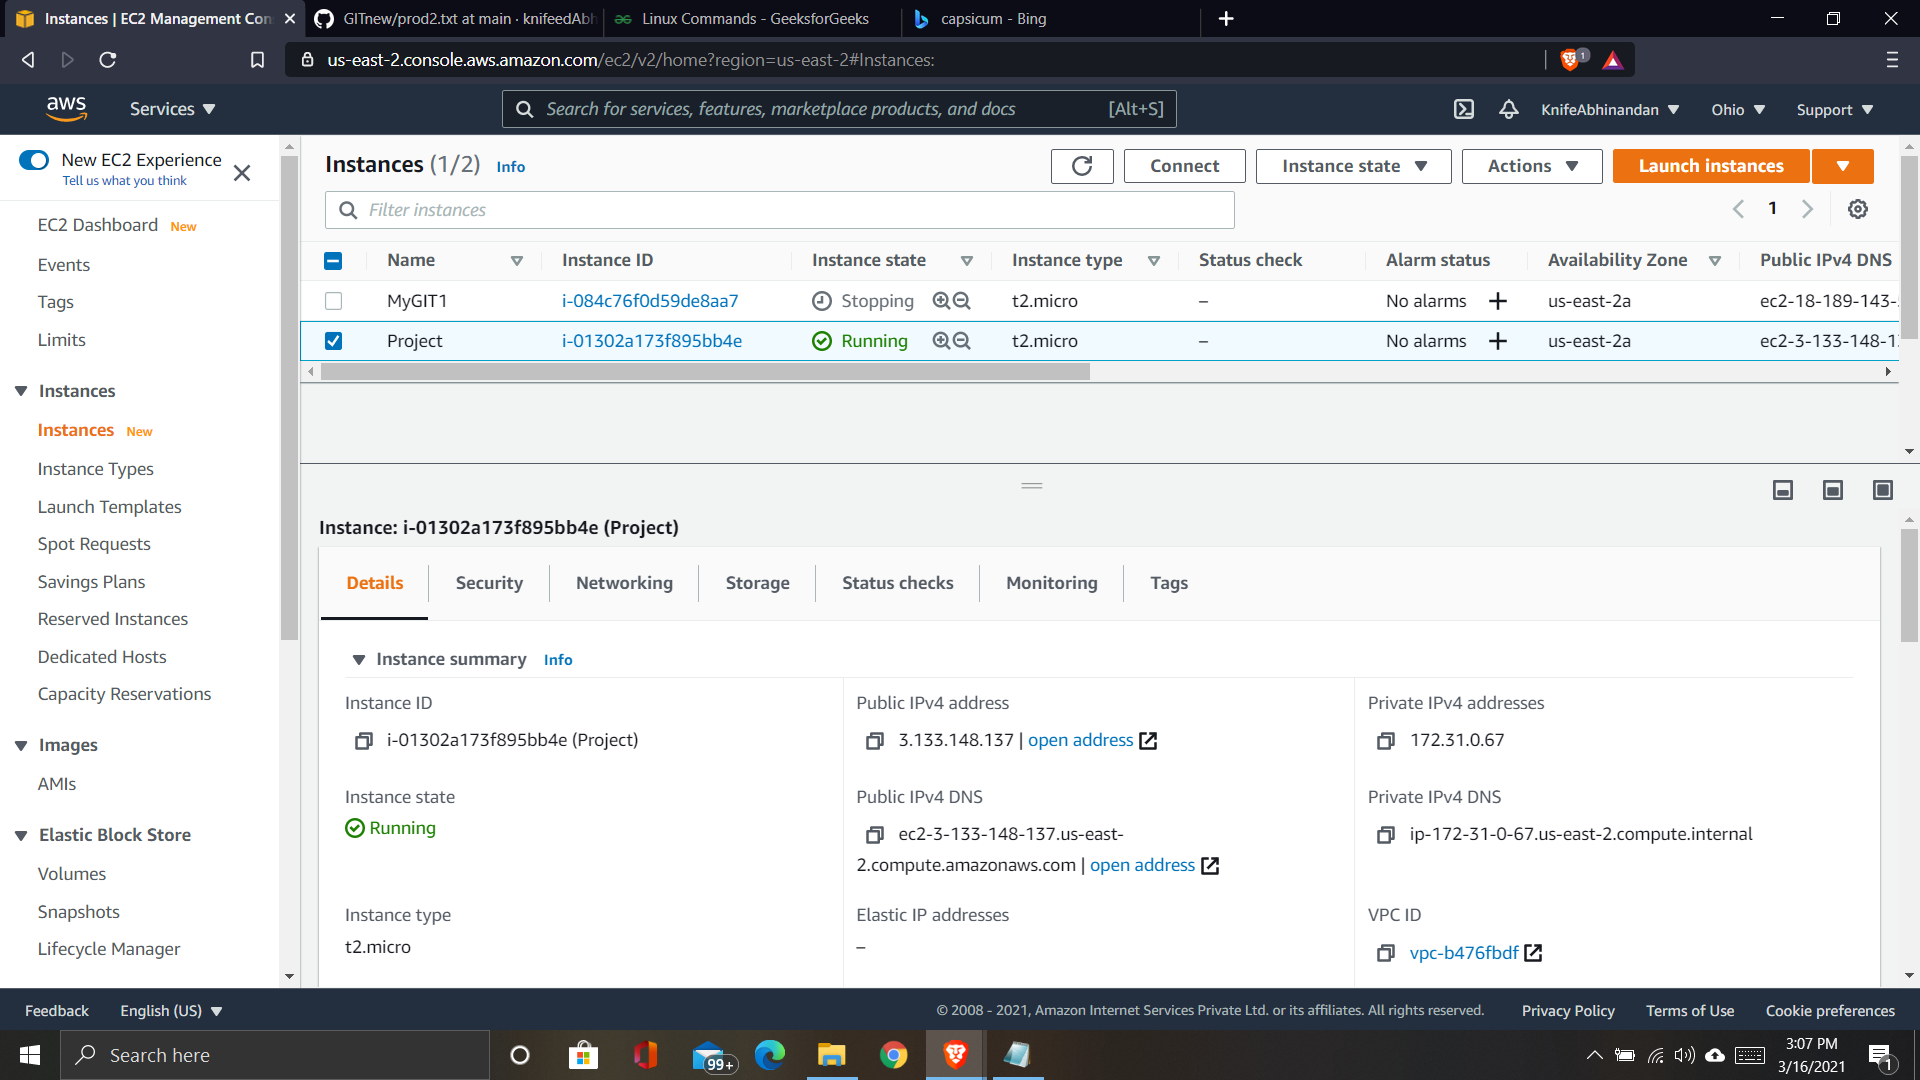 Instances | EC2 Management Con
GITnew/prod2.txt at main · knifeedAbh
Linux Commands - GeeksforGeeks
capsicum - Bing
us-east-2.console.aws.amazon.com/ec2/v2/home?region=us-east-2#Instances:
1
aws
Services
Search for services, features, marketplace products, and docs
[Alt+S]
KnifeAbhinandan
Ohio
Support
New EC2 Experience
Tell us what you think
EC2 Dashboard New
Events
Tags
Limits
Instances
Instances New
Instance Types
Launch Templates
Spot Requests
Savings Plans
Reserved Instances
Dedicated Hosts
Capacity Reservations
Images
AMIs
Elastic Block Store
Volumes
Snapshots
Lifecycle Manager
Instances (1/2) Info
Connect
Instance state
Actions
Launch instances
Filter instances
1
Name Instance ID Instance state Instance type Status check Alarm status Availability Zone Public IPv4 DNS
MyGIT1 i-084c76f0d59de8aa7 Stopping t2.micro – No alarms + us-east-2a ec2-18-189-143-
Project i-01302a173f895bb4e Running t2.micro – No alarms + us-east-2a ec2-3-133-148-1
Instance: i-01302a173f895bb4e (Project)
Details Security Networking Storage Status checks Monitoring Tags
Instance summary Info
Instance ID
i-01302a173f895bb4e (Project)
Public IPv4 address
3.133.148.137 | open address
Private IPv4 addresses
172.31.0.67
Instance state
Running
Public IPv4 DNS
ec2-3-133-148-137.us-east-
2.compute.amazonaws.com | open address
Private IPv4 DNS
ip-172-31-0-67.us-east-2.compute.internal
Instance type
t2.micro
Elastic IP addresses
–
VPC ID
vpc-b476fbdf
Feedback
English (US)
© 2008 - 2021, Amazon Internet Services Private Ltd. or its affiliates. All rights reserved.
Privacy Policy
Terms of Use
Cookie preferences
Search here
99+
3:07 PM
3/16/2021
1